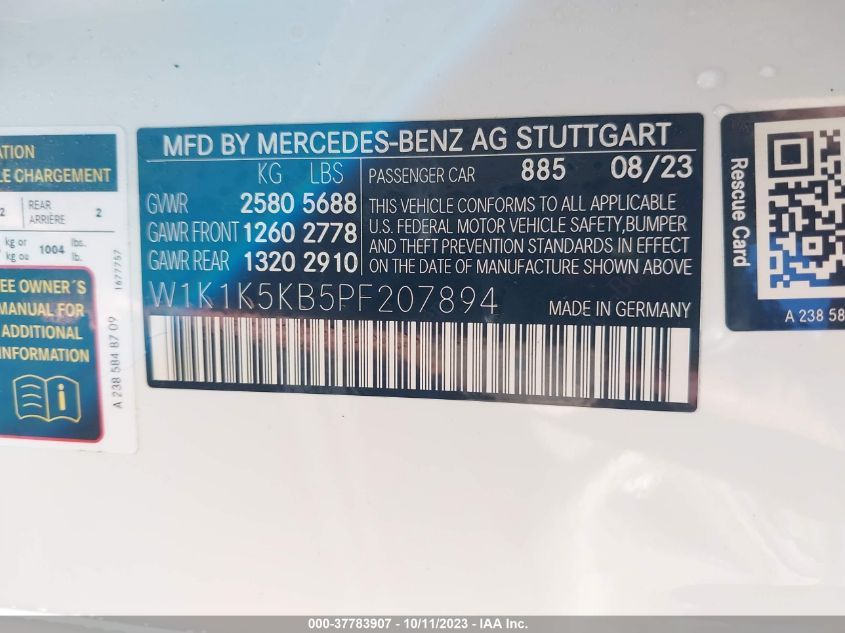 ATION
E CHARGEMENT
2 REAR ARRIÈRE 2
kg or kg ou 1004 lbs. lb.
EE OWNER´S
MANUAL FOR
ADDITIONAL
INFORMATION
1677757
A 238 584 87 09
MFD BY MERCEDES-BENZ AG STUTTGART
KG LBS
GVWR 2580 5688
GAWR FRONT 1260 2778
GAWR REAR 1320 2910
PASSENGER CAR 885 08/23
THIS VEHICLE CONFORMS TO ALL APPLICABLE
U.S. FEDERAL MOTOR VEHICLE SAFETY,BUMPER
AND THEFT PREVENTION STANDARDS IN EFFECT
ON THE DATE OF MANUFACTURE SHOWN ABOVE
W1K1K5KB5PF207894 MADE IN GERMANY
Rescue Card
A 238 58
000-37783907 - 10/11/2023 - IAA Inc.